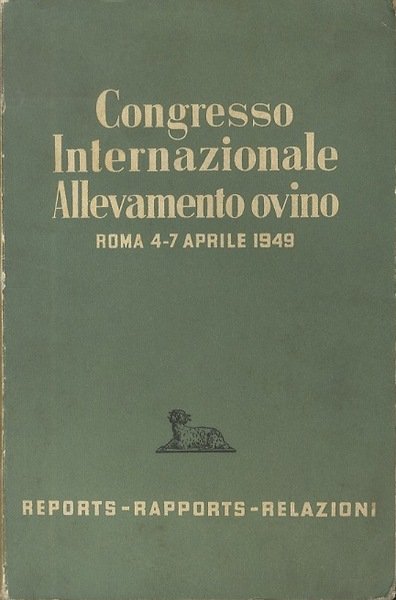 Congresso
Internazionale
Allevamento ovino
ROMA 4-7 APRILE 1949
REPORTS - RAPPORTS - RELAZIONI